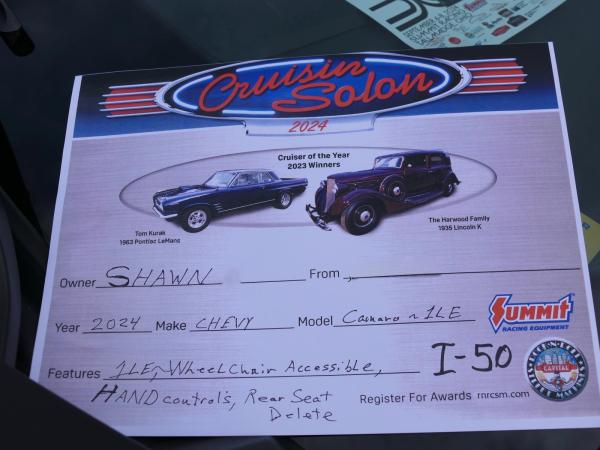 Cruisin
Solon
2024
Cruiser of the Year
2023 Winners
Tom Kurak
1963 Pontiac LeMans
The Harwood Family
1935 Lincoln K
Owner SHAWN From
Year 2024 Make CHEVY Model Camaro ~ 1LE
SUMMIT
RACING EQUIPMENT
Features 1LE~ Wheelchair Accessible, I-50
HAND control's, Rear Seat
Delete
CAPITAL
Register For Awards rnrcsm.com